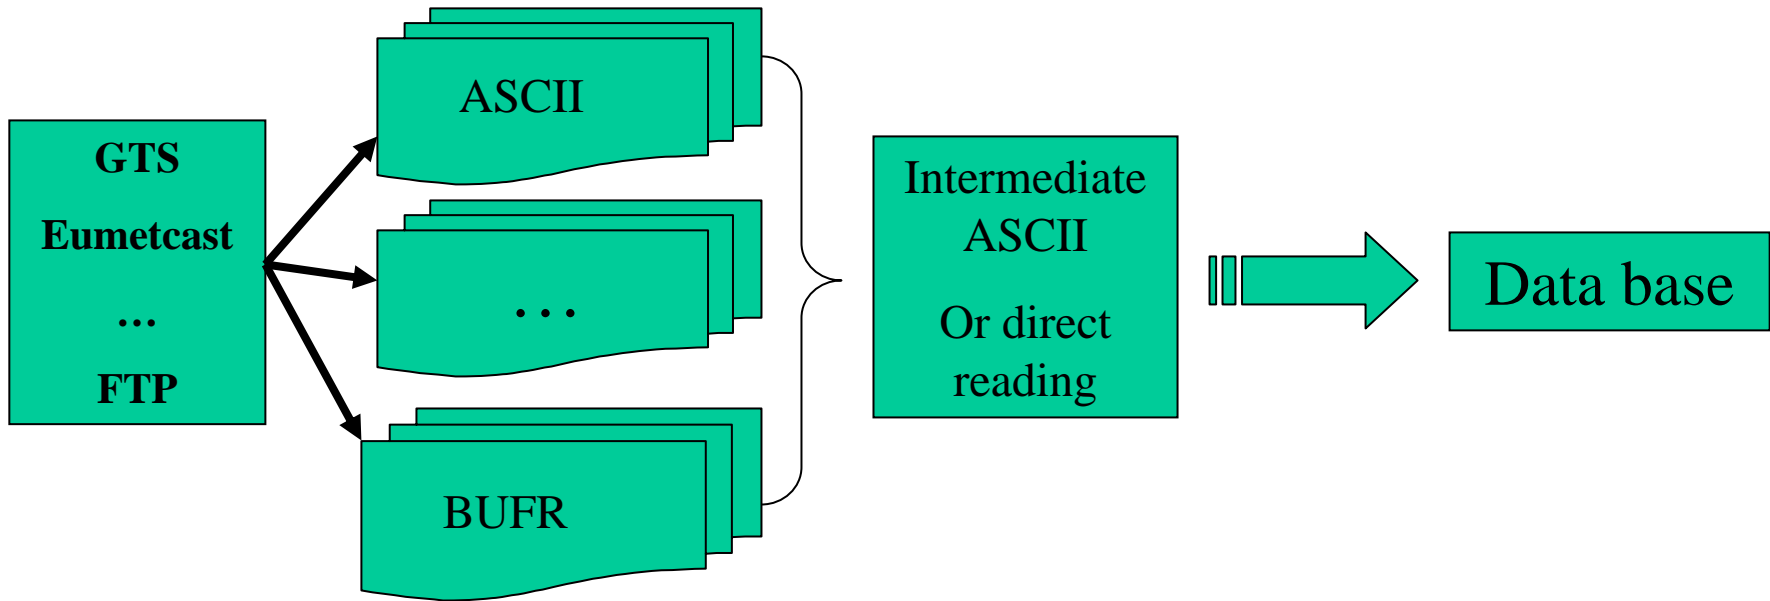 GTS
Eumetcast
...
FTP
ASCII
...
BUFR
Intermediate
ASCII
Or direct
reading
Data base